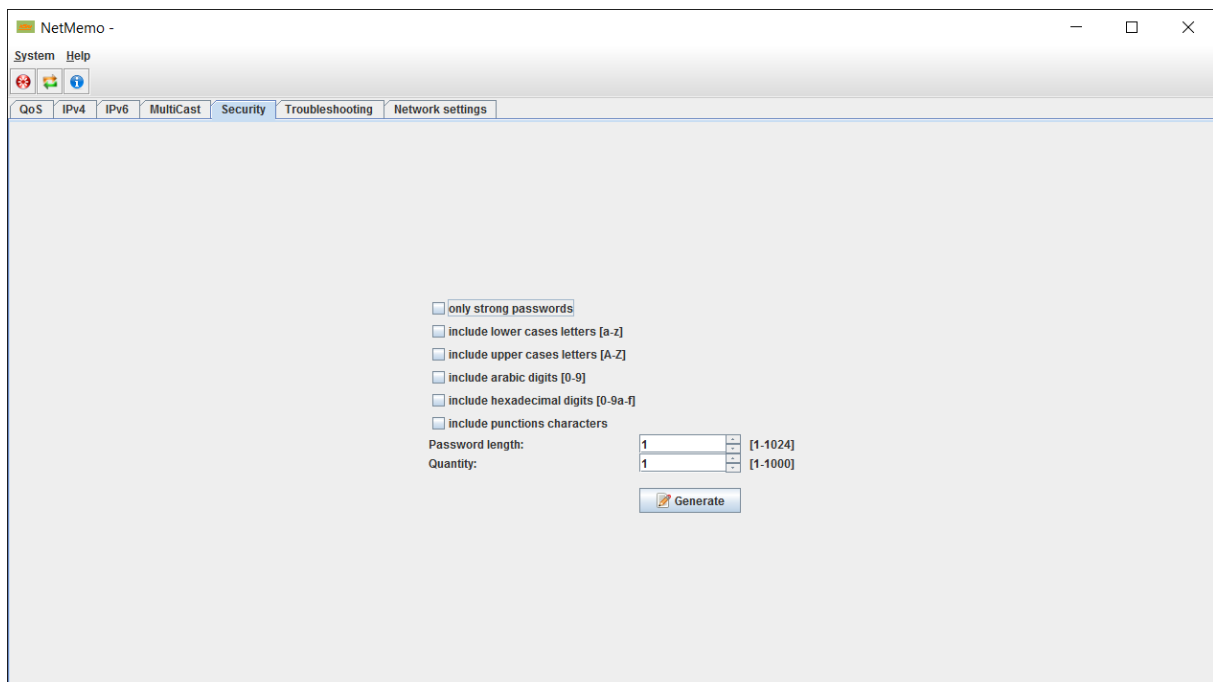 NetMemo -
System Help
QoS IPv4 IPv6 MultiCast Security Troubleshooting Network settings
only strong passwords
include lower cases letters [a-z]
include upper cases letters [A-Z]
include arabic digits [0-9]
include hexadecimal digits [0-9a-f]
include punctions characters
Password length: 1 [1-1024]
Quantity: 1 [1-1000]
Generate